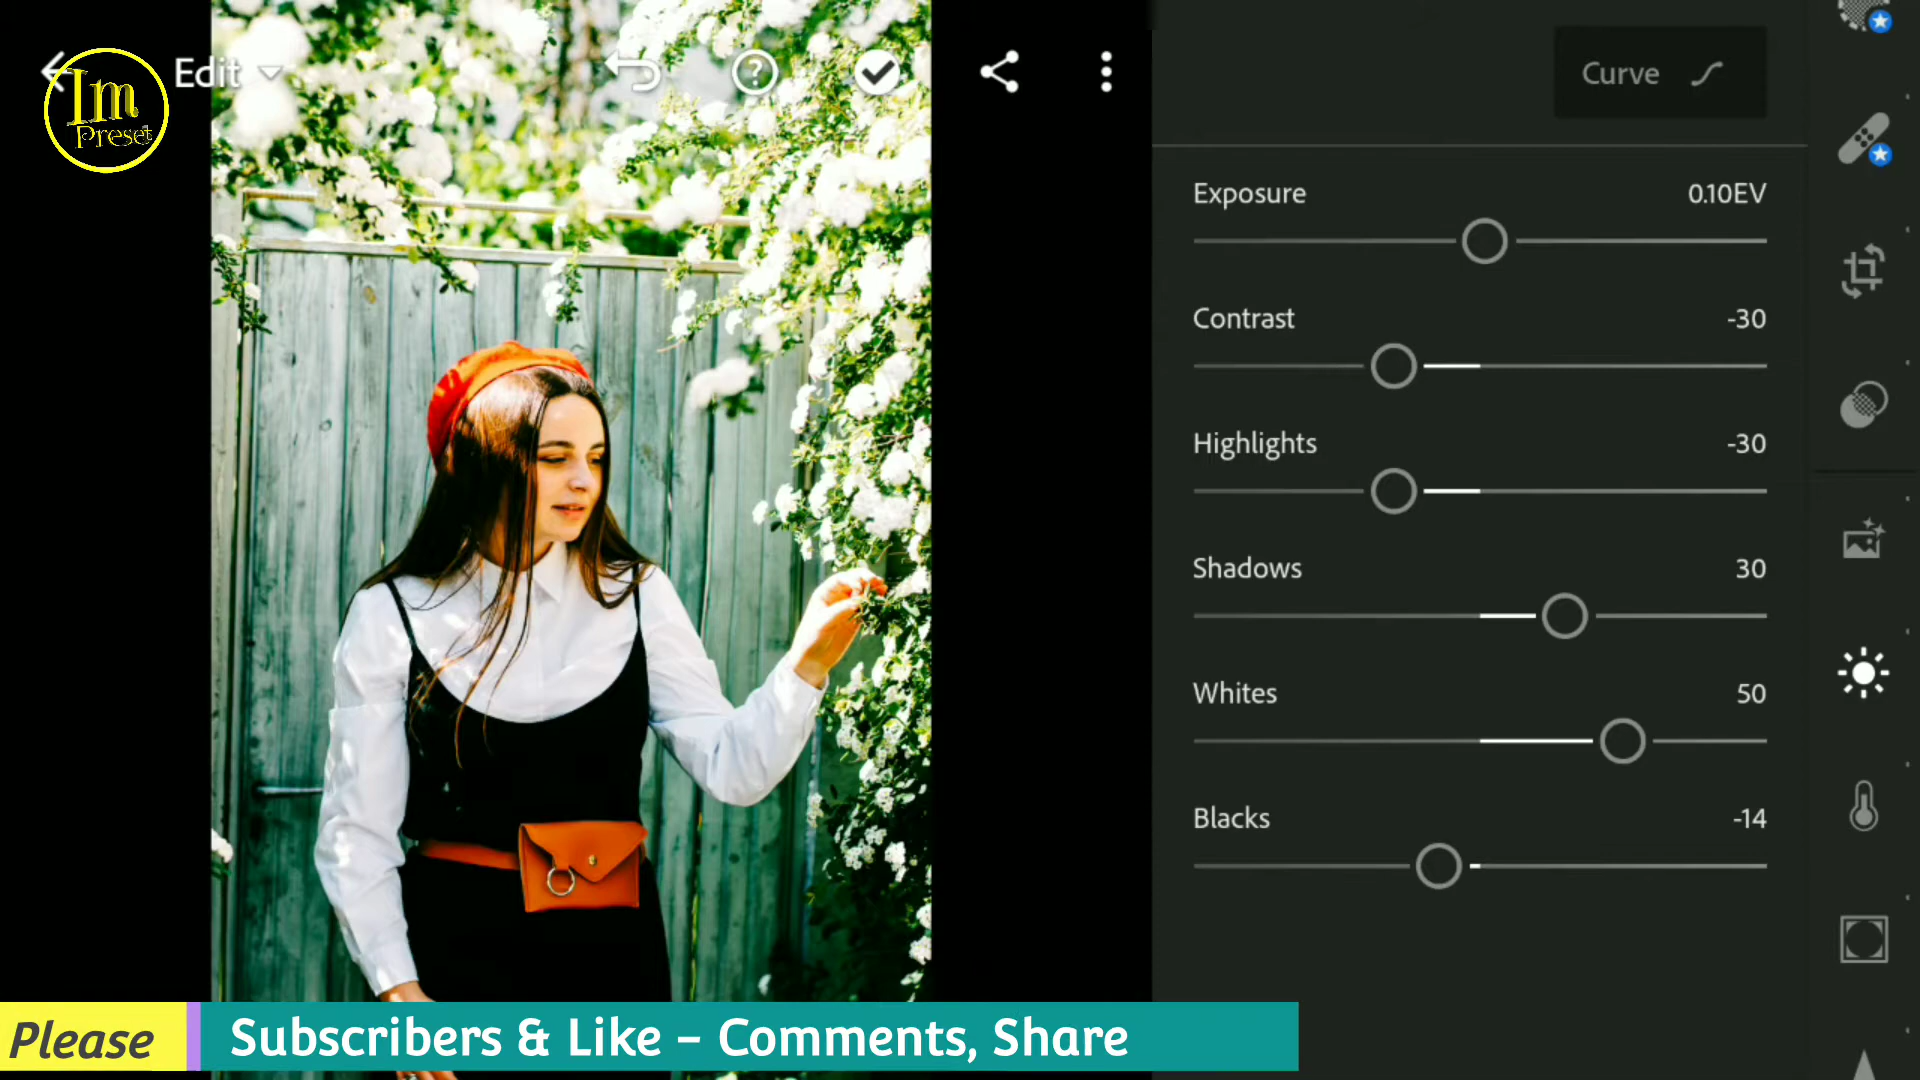 Im
Preset
Edit
Curve
Exposure 0.10EV
Contrast -30
Highlights -30
Shadows 30
Whites 50
Blacks -14
Please Subscribers & Like – Comments, Share